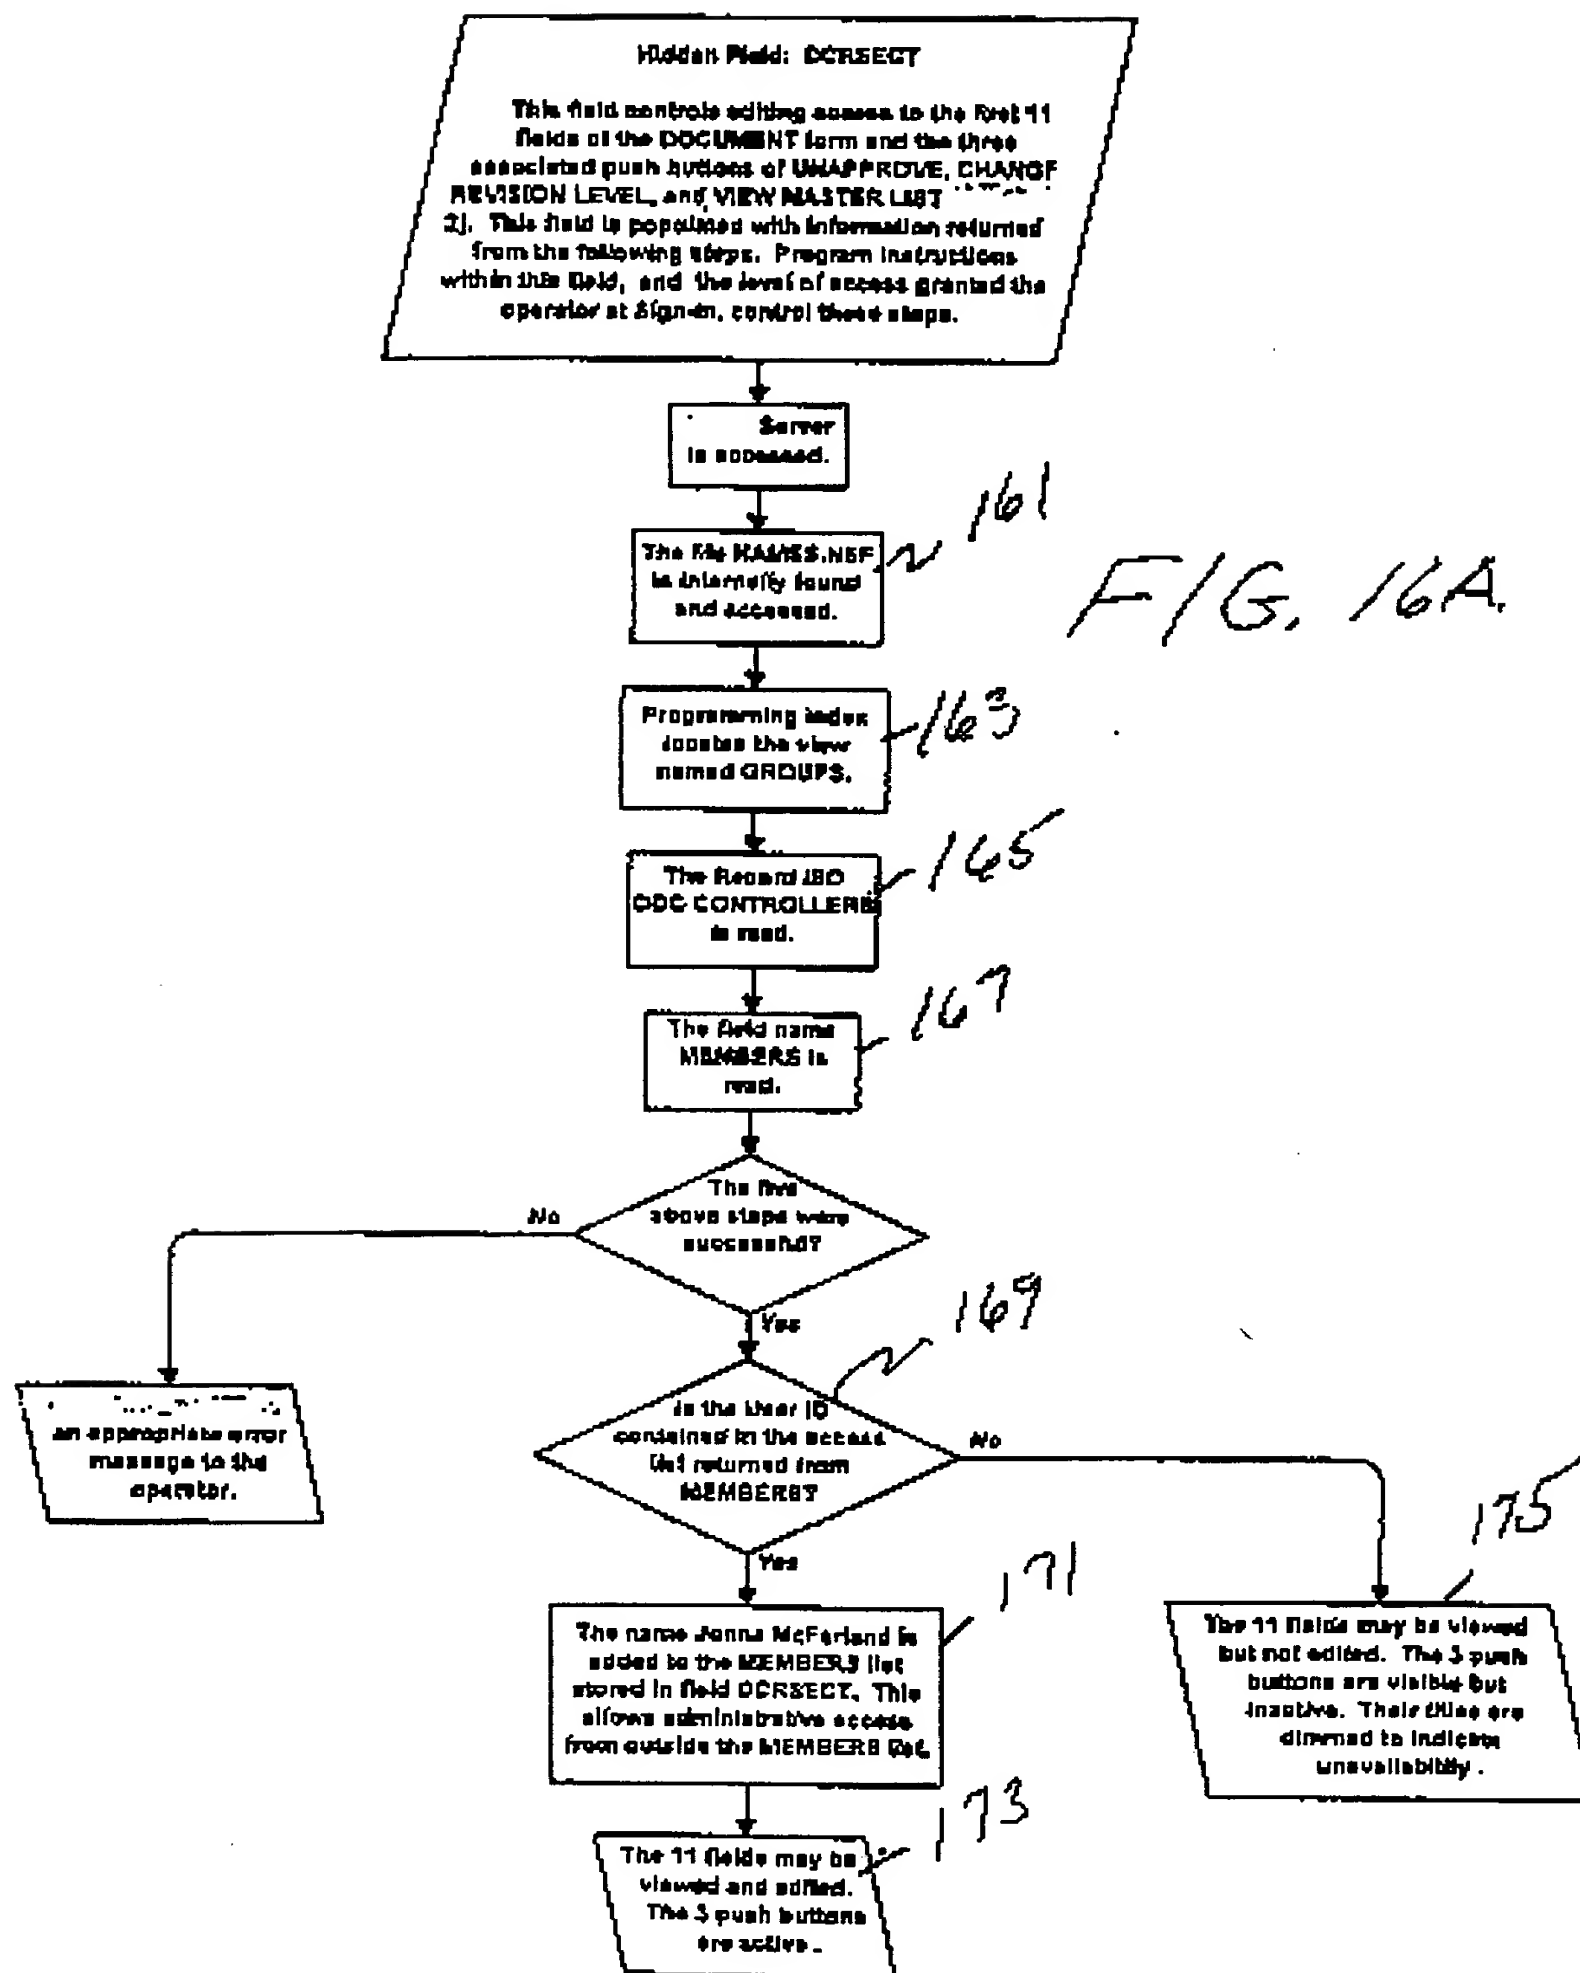 Hidden Field: DCRSECT
This field controls editing access to the first 11
fields of the DOCUMENT form and the three
associated push buttons of UNAPPROVE, CHANGE
REVISION LEVEL, and VIEW MASTER LIST
2]. This field is populated with information returned
from the following steps. Program instructions
within this field, and the level of access granted the
operator at Sign-in, control these steps.
Server
is accessed.
161
The file NAMES.NSF
is internally found
and accessed.
FIG. 16A.
163
Programming index
locates the view
named GROUPS.
165
The Record ISO
DDC CONTROLLERS
is read.
167
The field name
MEMBERS is
read.
The five
above steps were
successful?
No
Yes
169
Is the User ID
contained in the access
list returned from
MEMBERS?
No
Yes
an appropriate error
message to the
operator.
171
The name Jonna McFarland is
added to the MEMBERS list
stored in field DCRSECT. This
allows administrative access
from outside the MEMBERS list.
175
The 11 fields may be viewed
but not edited. The 3 push
buttons are visible but
inactive. Their titles are
dimmed to indicate
unavailability.
173
The 11 fields may be
viewed and edited.
The 3 push buttons
are active.